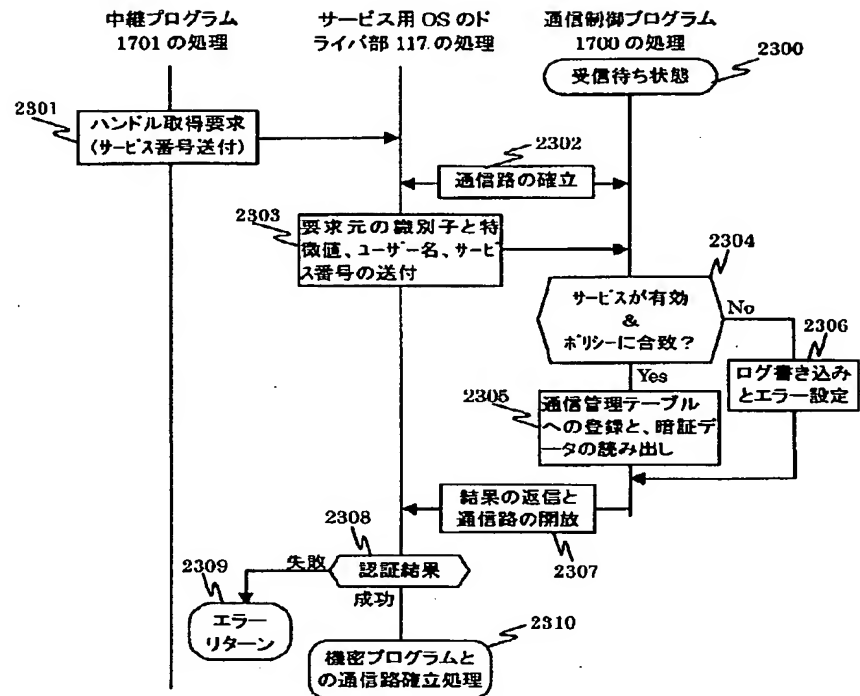 中継プログラム
1701 の処理
サービス用 OS のド
ライバ部 117 の処理
通信制御プログラム
1700 の処理
受信待ち状態
2300
2301
ハンドル取得要求
(サービス番号送付)
2302
通信路の確立
2303
要求元の識別子と特
徴値、ユーザー名、サービ
ス番号の送付
2304
サービスが有効
&
ポリシーに合致?
No
Yes
2306
ログ書き込み
とエラー設定
2305
通信管理テーブル
への登録と、暗証デ
ータの読み出し
結果の返信と
通信路の開放
2307
2308
認証結果
失敗
成功
2309
エラー
リターン
2310
機密プログラムと
の通信路確立処理